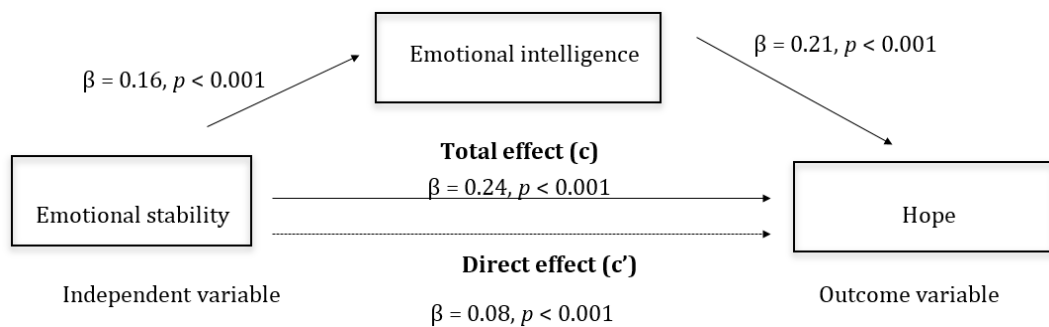 Emotional intelligence
β = 0.21, p < 0.001
β = 0.16, p < 0.001
Total effect (c)
β = 0.24, p < 0.001
Emotional stability
Hope
Direct effect (c’)
Independent variable
Outcome variable
β = 0.08, p < 0.001